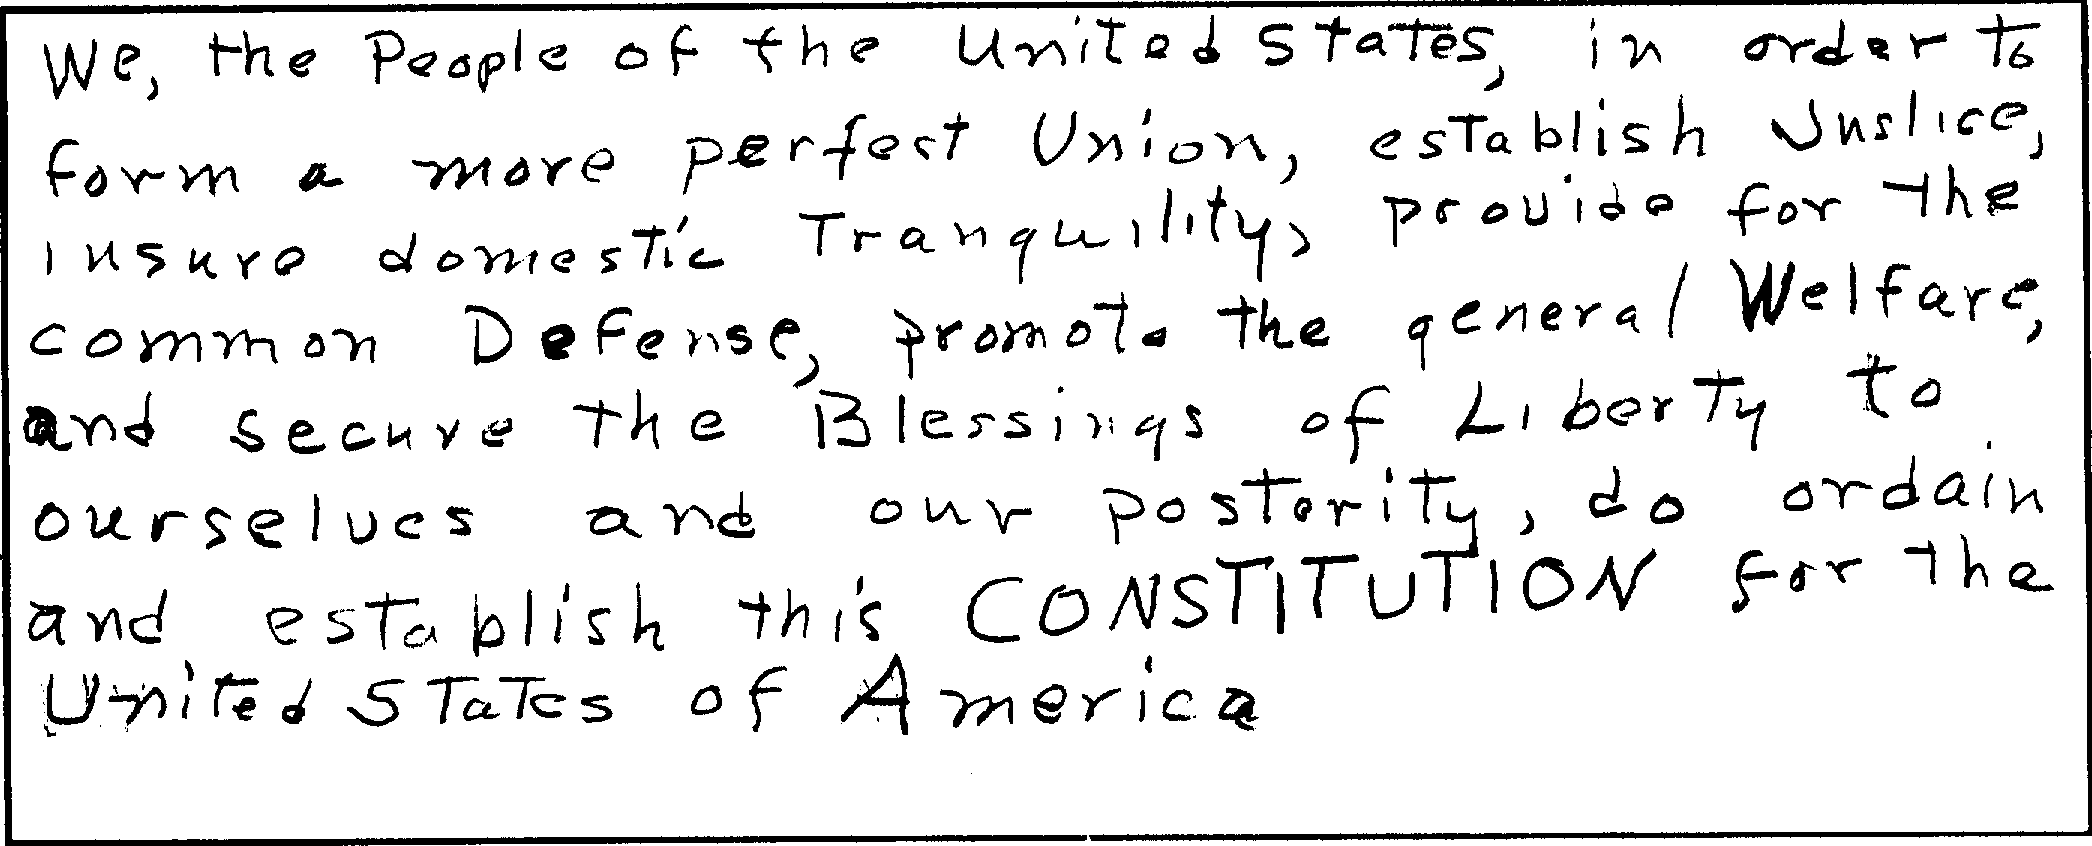 We, the People of the United States, in order to
form a more perfect Union, establish Justice,
insure domestic Tranquility, provide for the
common Defense, promote the general Welfare,
and secure the Blessings of Liberty to
ourselves and our posterity, do ordain
and establish this CONSTITUTION for the
United States of America